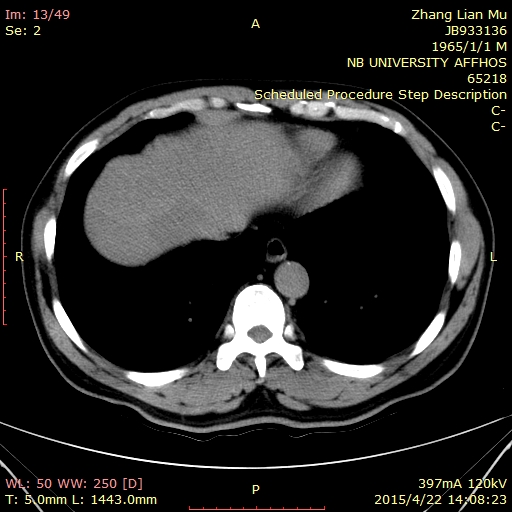 Im: 13/49
Se: 2
A
Zhang Lian Mu
JB933136
1965/1/1 M
NB UNIVERSITY AFFHOS
65218
Scheduled Procedure Step Description
C-
C-
R
L
WL: 50 WW: 250 [D]
T: 5.0mm L: 1443.0mm
P
397mA 120kV
2015/4/22 14:08:23